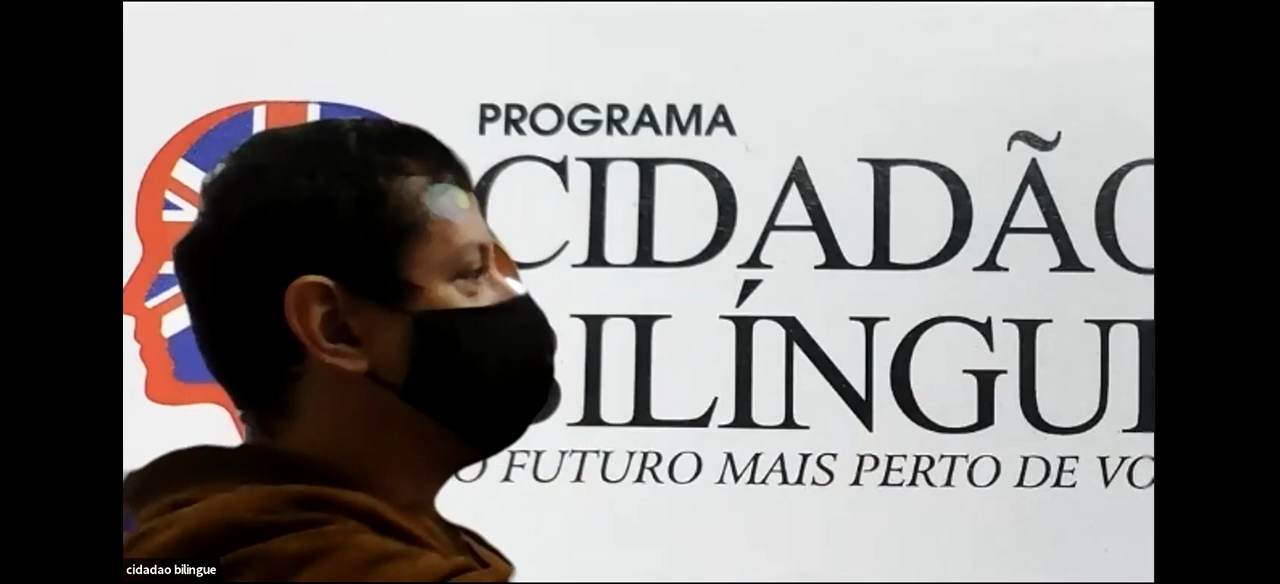 PROGRAMA
CIDADÃO
BILÍNGUE
O FUTURO MAIS PERTO DE VO
cidadao bilingue